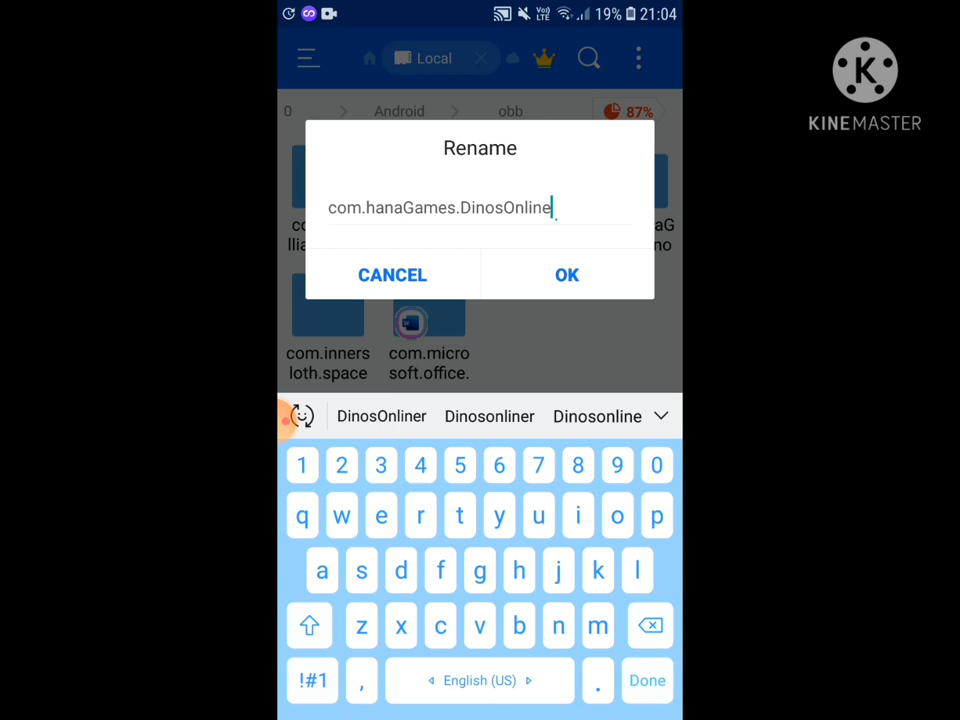 Vo))
LTE
19%
21:04
Local
0
Android
obb
87%
Rename
com.hanaGames.DinosOnline
CANCEL
OK
com.inners
loth.space
com.micro
soft.office.
DinosOnliner
Dinosonliner
Dinosonline
1 2 3 4 5 6 7 8 9 0
q w e r t y u i o p
a s d f g h j k l
z x c v b n m
!#1
,
English (US)
.
Done
K
KINEMASTER